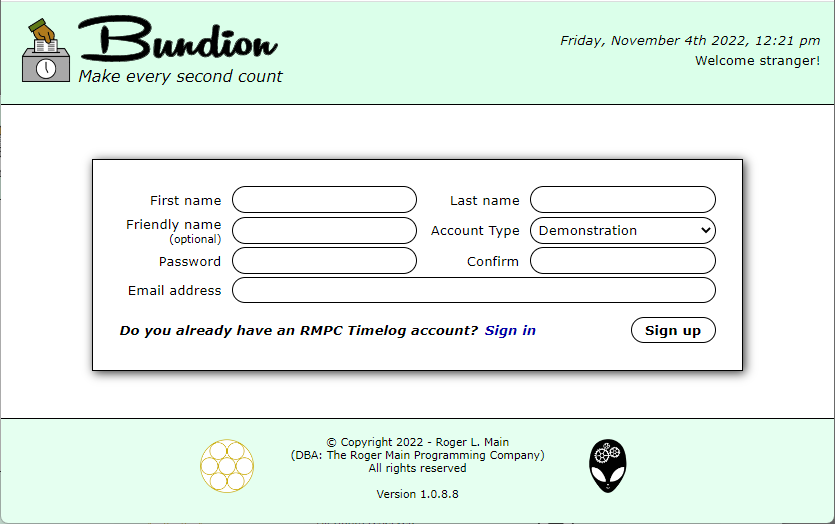 Bundion
Make every second count
Friday, November 4th 2022, 12:21 pm
Welcome stranger!
First name
Last name
Friendly name
(optional)
Account Type
Demonstration
Password
Confirm
Email address
Do you already have an RMPC Timelog account? Sign in
Sign up
© Copyright 2022 - Roger L. Main
(DBA: The Roger Main Programming Company)
All rights reserved
Version 1.0.8.8